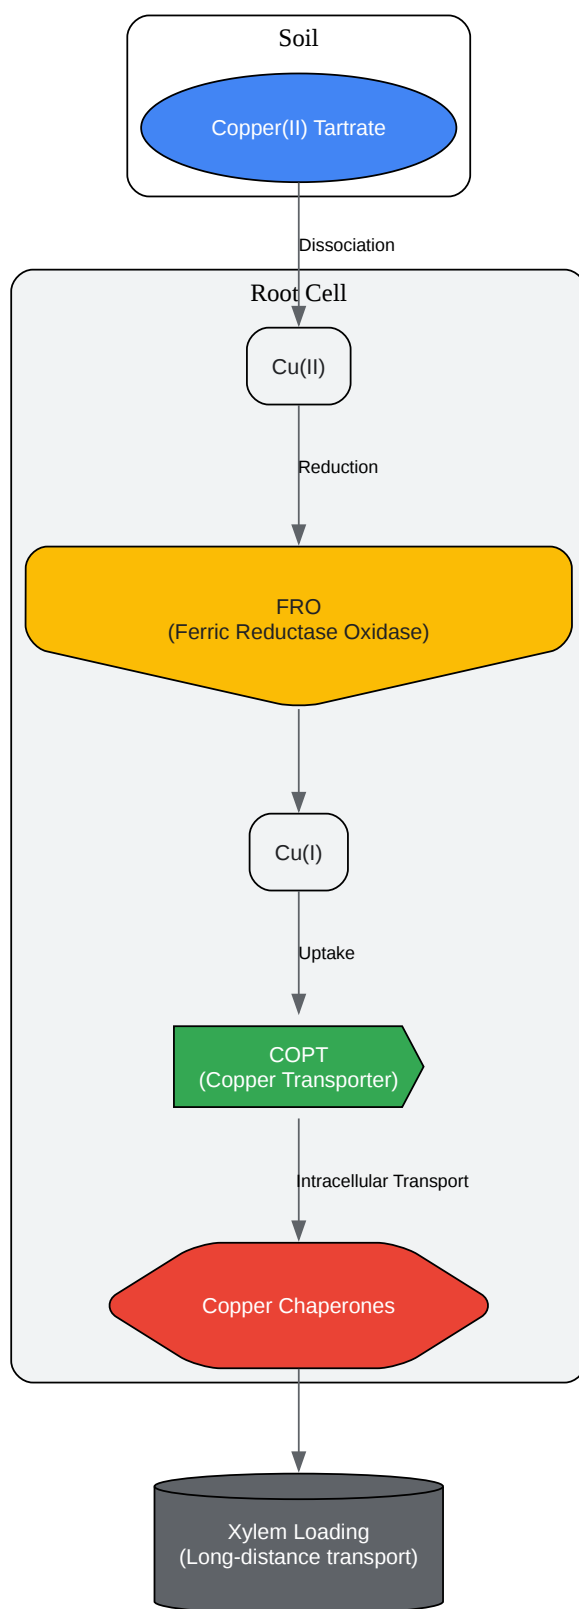 Soil
Copper(II) Tartrate
Dissociation
Root Cell
Cu(II)
Reduction
FRO
(Ferric Reductase Oxidase)
Cu(I)
Uptake
COPT
(Copper Transporter)
Intracellular Transport
Copper Chaperones
Xylem Loading
(Long-distance transport)